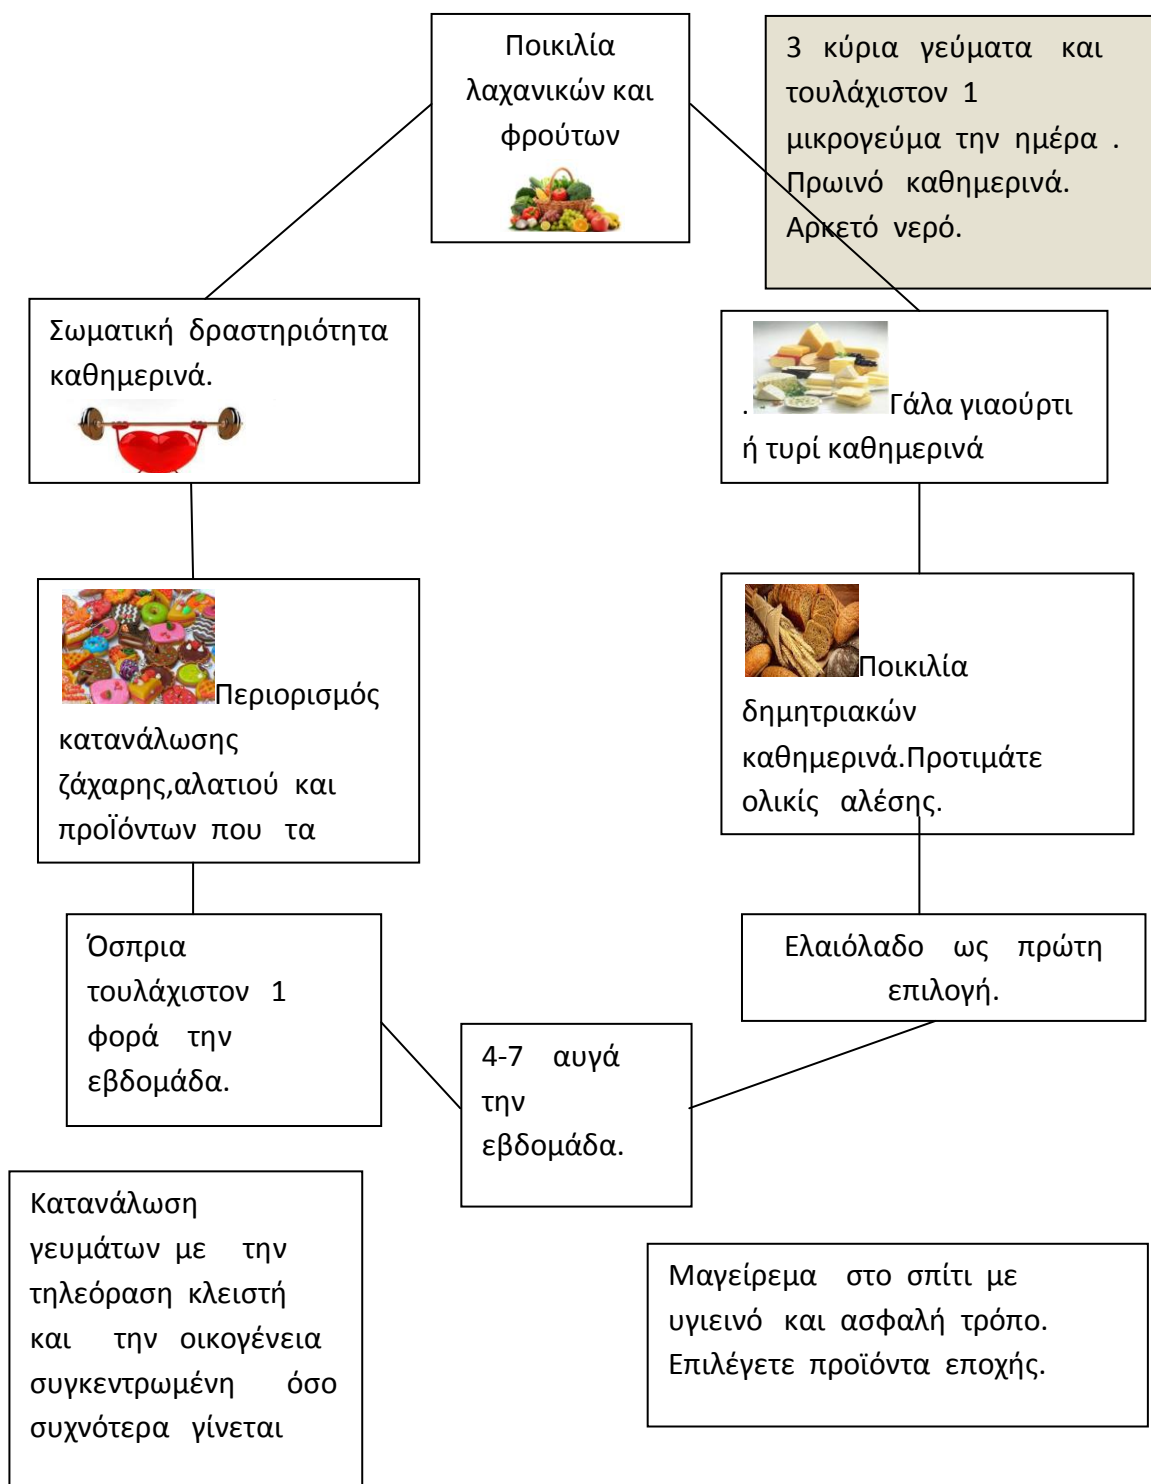 Ποικιλία
λαχανικών και
φρούτων
3 κύρια γεύματα και
τουλάχιστον 1
μικρογεύμα την ημέρα .
Πρωινό καθημερινά.
Αρκετό νερό.
Σωματική δραστηριότητα
καθημερινά.
. Γάλα γιαούρτι
ή τυρί καθημερινά
Περιορισμός
κατανάλωσης
ζάχαρης,αλατιού και
προΪόντων που τα
Ποικιλία
δημητριακών
καθημερινά.Προτιμάτε
ολικίς αλέσης.
Όσπρια
τουλάχιστον 1
φορά την
εβδομάδα.
Ελαιόλαδο ως πρώτη
επιλογή.
4-7 αυγά
την
εβδομάδα.
Κατανάλωση
γευμάτων με την
τηλεόραση κλειστή
και την οικογένεια
συγκεντρωμένη όσο
συχνότερα γίνεται
Μαγείρεμα στο σπίτι με
υγιεινό και ασφαλή τρόπο.
Επιλέγετε προϊόντα εποχής.